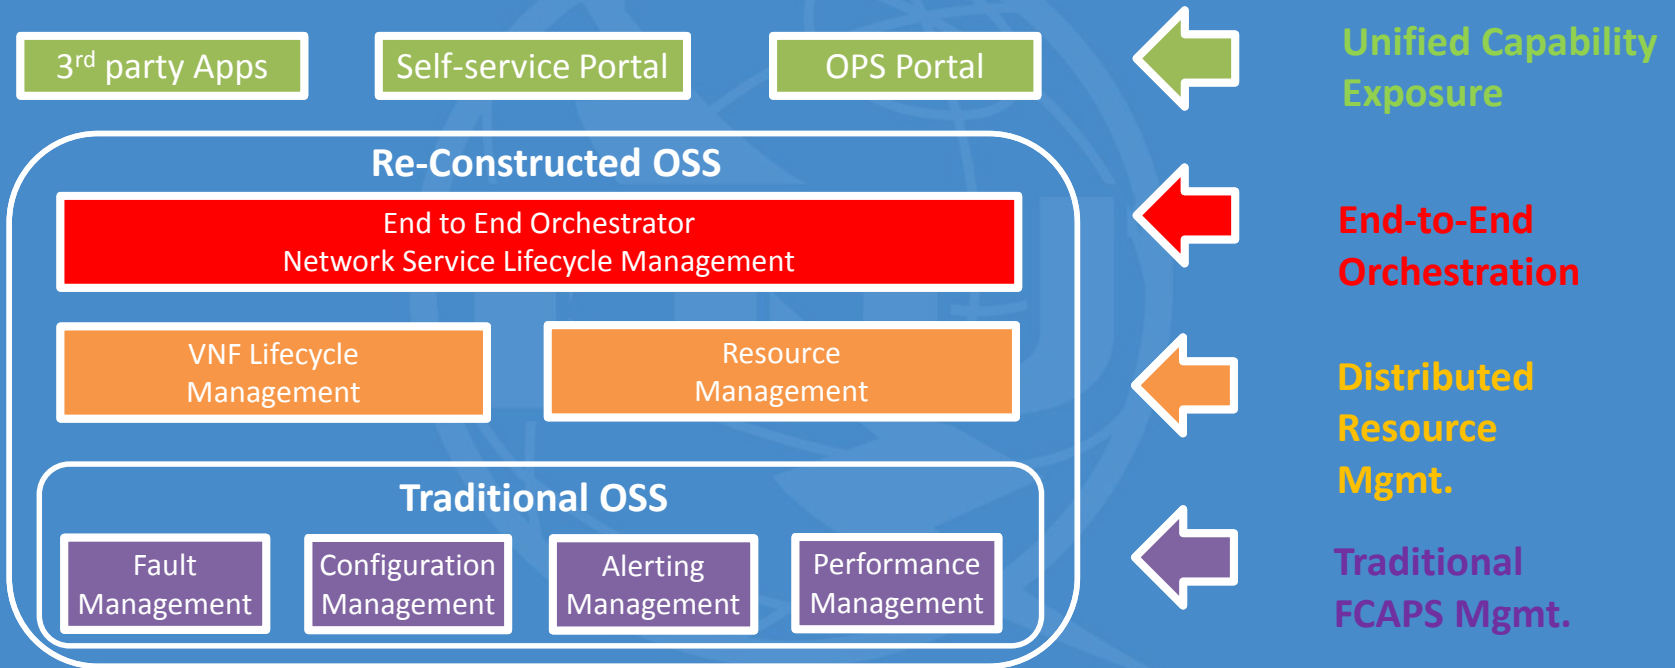 3rd party Apps
Self-service Portal
OPS Portal
Unified Capability
Exposure
Re-Constructed OSS
End to End Orchestrator
Network Service Lifecycle Management
End-to-End
Orchestration
VNF Lifecycle
Management
Resource
Management
Distributed
Resource
Mgmt.
Traditional OSS
Fault
Management
Configuration
Management
Alerting
Management
Performance
Management
Traditional
FCAPS Mgmt.